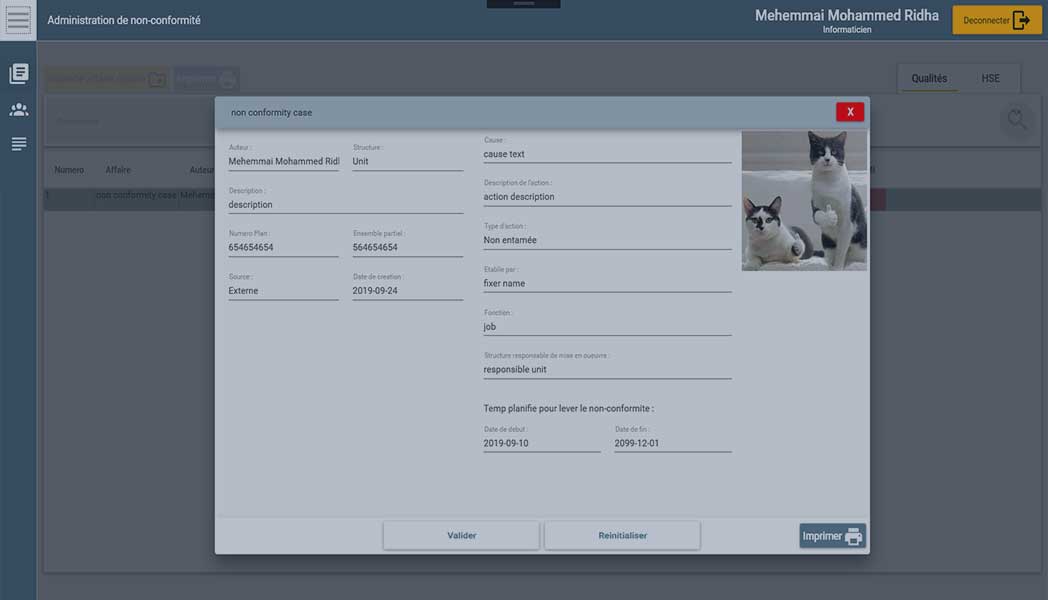 Administration de non-conformité
Mehemmai Mohammed Ridha
Informaticien
Deconnecter
Imprimer
Qualités
HSE
Numero
Affaire
Auteur
1
non conformity case
Mehemm
non conformity case
X
Auteur :
Mehemmai Mohammed Ridl
Structure :
Unit
Description :
description
Numero Plan :
654654654
Ensemble partiel :
564654654
Source :
Externe
Date de creation :
2019-09-24
Cause :
cause text
Description de l'action :
action description
Type d'action :
Non entamée
Etablie par :
fixer name
Fonction :
job
Structure responsable de mise en oueuvre :
responsible unit
Temp planifie pour lever le non-conformite :
Date de debut :
2019-09-10
Date de fin :
2099-12-01
Valider
Reinitialiser
Imprimer